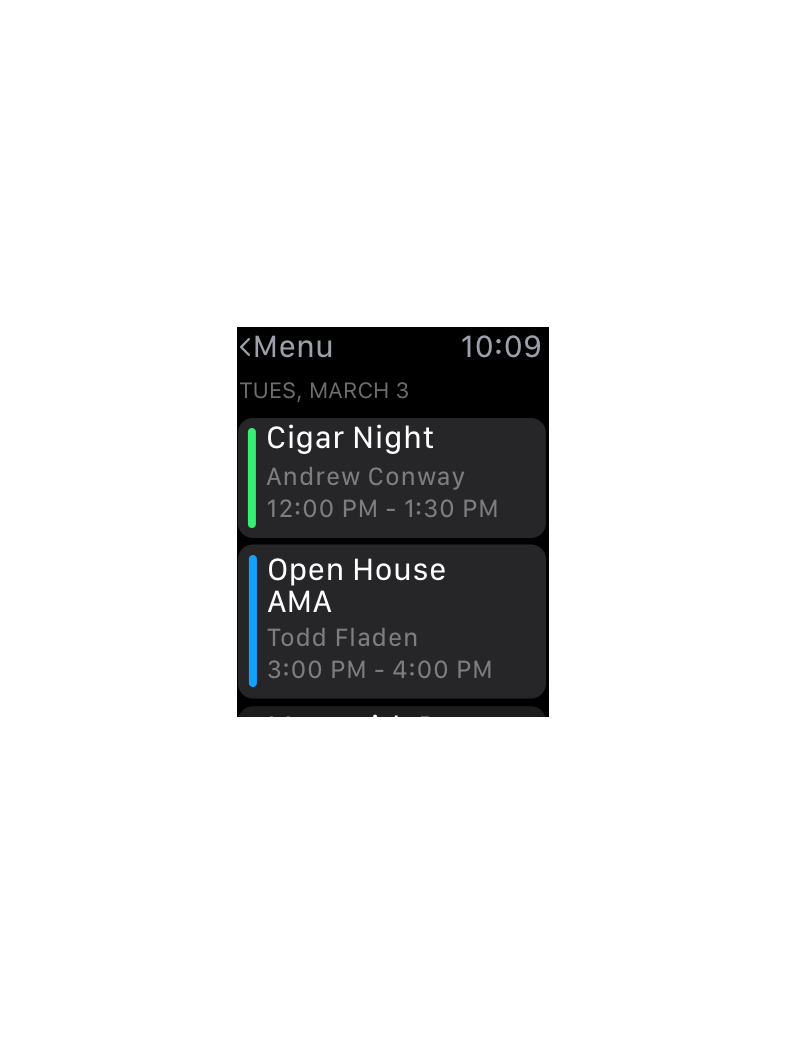 <Menu 10:09
TUES, MARCH 3
Cigar Night
Andrew Conway
12:00 PM - 1:30 PM
Open House
AMA
Todd Fladen
3:00 PM - 4:00 PM